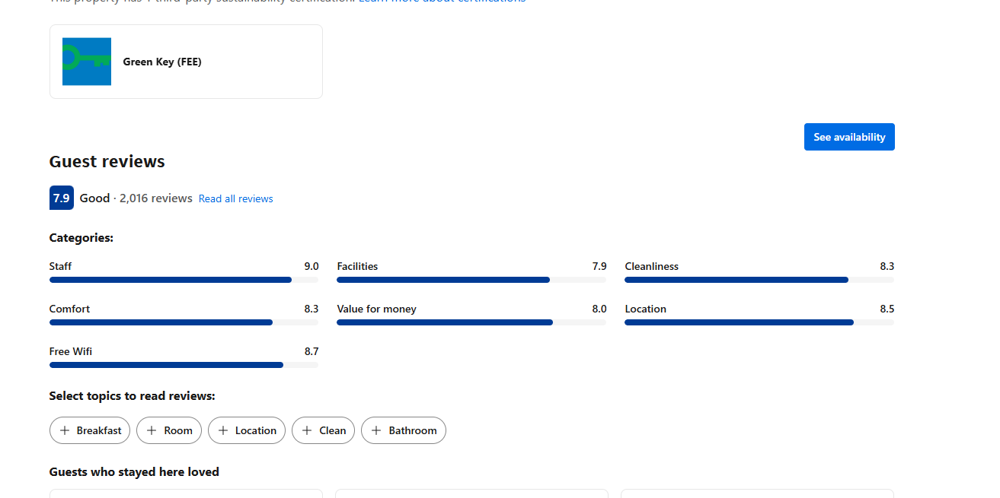 This property has 1 third-party sustainability certification. Learn more about certifications
Green Key (FEE)
See availability
Guest reviews
7.9 Good · 2,016 reviews Read all reviews
Categories:
Staff 9.0 Facilities 7.9 Cleanliness 8.3
Comfort 8.3 Value for money 8.0 Location 8.5
Free Wifi 8.7
Select topics to read reviews:
+ Breakfast + Room + Location + Clean + Bathroom
Guests who stayed here loved